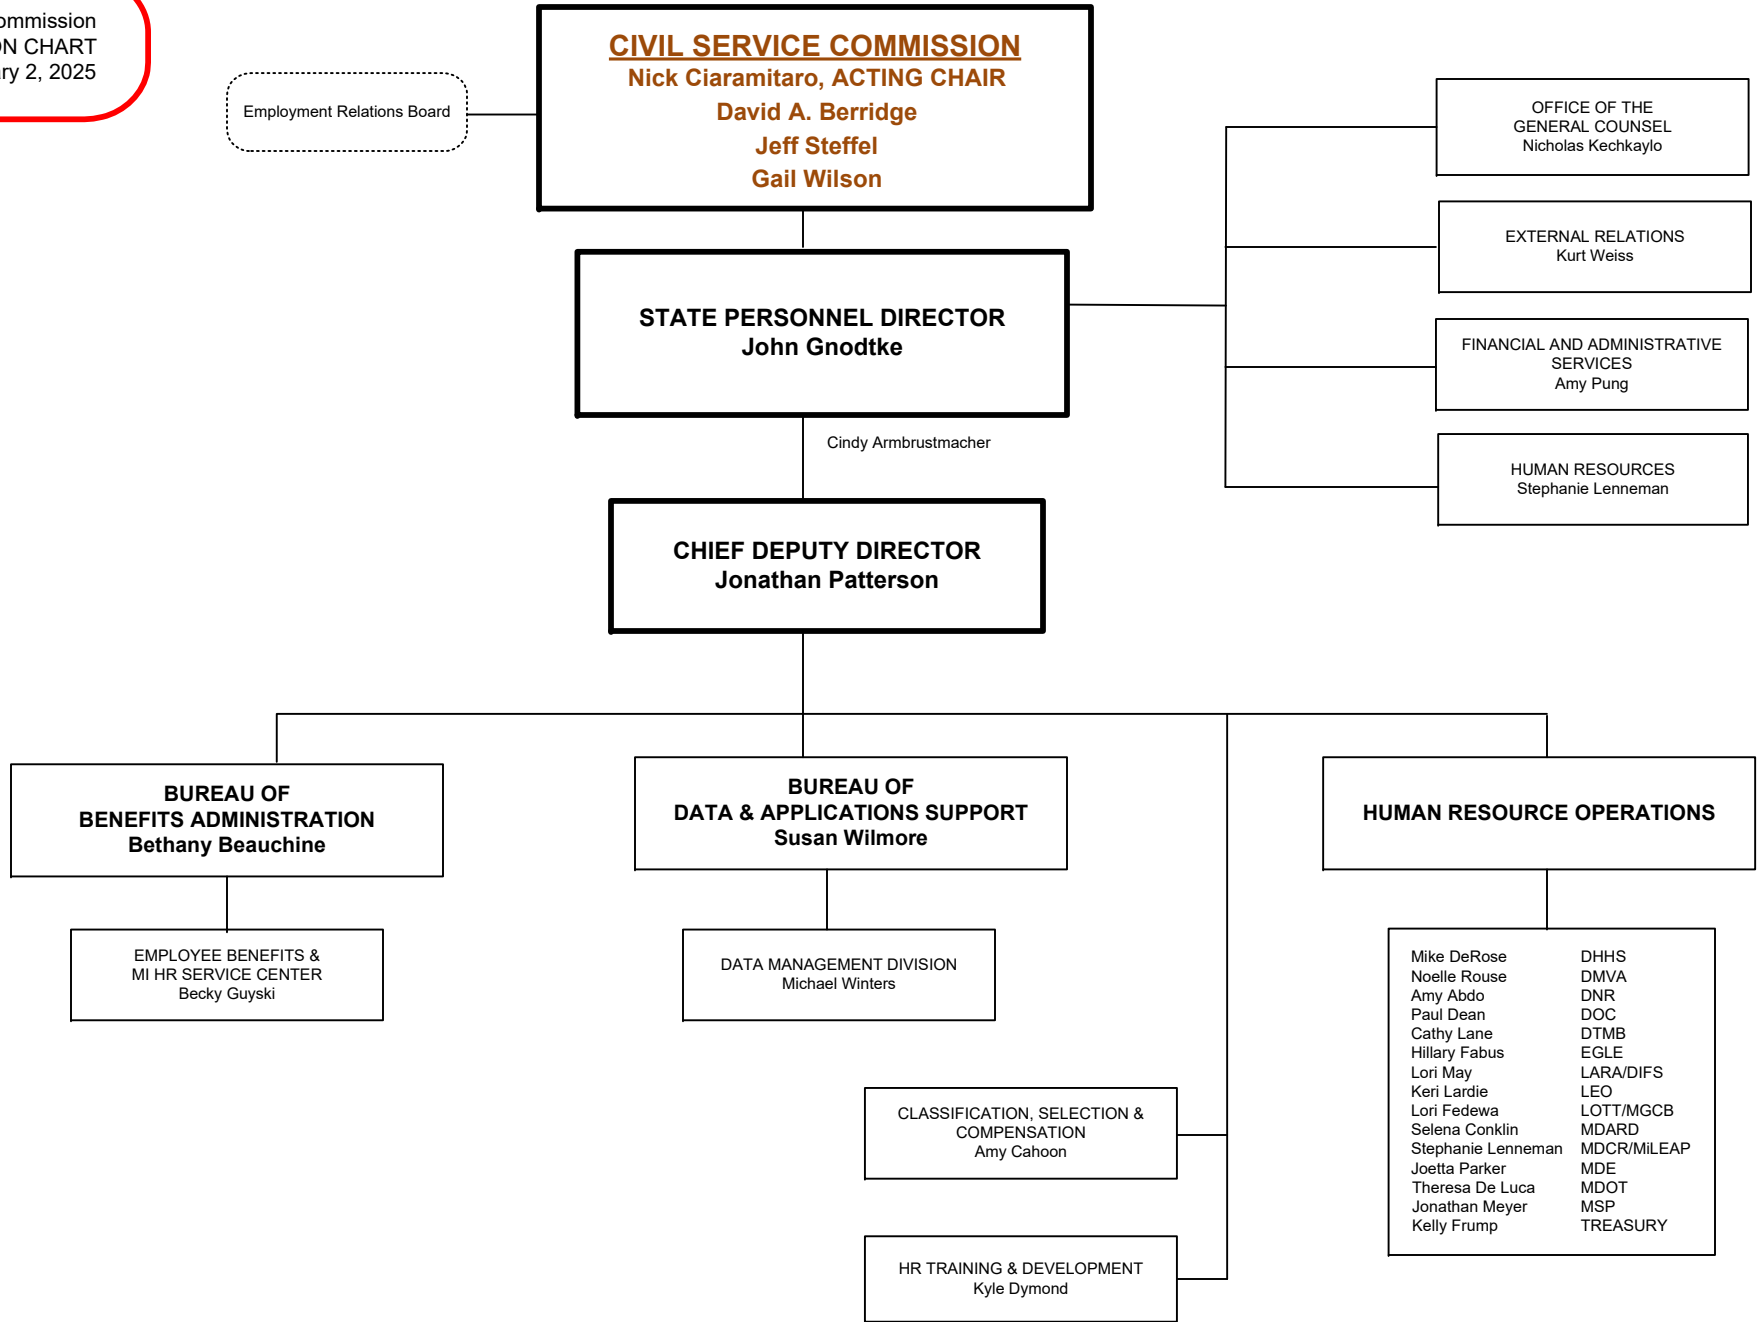 ON CHART
2, 2025
CIVIL SERVICE COMMISSION
Nick Ciaramitaro, ACTING CHAIR
David A. Berridge
Jeff Steffel
Gail Wilson
Employment Relations Board
OFFICE OF THE
GENERAL COUNSEL
Nicholas Kechkaylo
EXTERNAL RELATIONS
Kurt Weiss
FINANCIAL AND ADMINISTRATIVE
SERVICES
Amy Pung
HUMAN RESOURCES
Stephanie Lenneman
STATE PERSONNEL DIRECTOR
John Gnodtke
Cindy Armbrustmacher
CHIEF DEPUTY DIRECTOR
Jonathan Patterson
BUREAU OF
BENEFITS ADMINISTRATION
Bethany Beauchine
EMPLOYEE BENEFITS &
MI HR SERVICE CENTER
Becky Guyski
BUREAU OF
DATA & APPLICATIONS SUPPORT
Susan Wilmore
DATA MANAGEMENT DIVISION
Michael Winters
CLASSIFICATION, SELECTION &
COMPENSATION
Amy Cahoon
HR TRAINING & DEVELOPMENT
Kyle Dymond
HUMAN RESOURCE OPERATIONS
Mike DeRose DHHS
Noelle Rouse DMVA
Amy Abdo DNR
Paul Dean DOC
Cathy Lane DTMB
Hillary Fabus EGLE
Lori May LARA/DIFS
Keri Lardie LEO
Lori Fedewa LOTT/MGCB
Selena Conklin MDARD
Stephanie Lenneman MDCR/MiLEAP
Joetta Parker MDE
Theresa De Luca MDOT
Jonathan Meyer MSP
Kelly Frump TREASURY